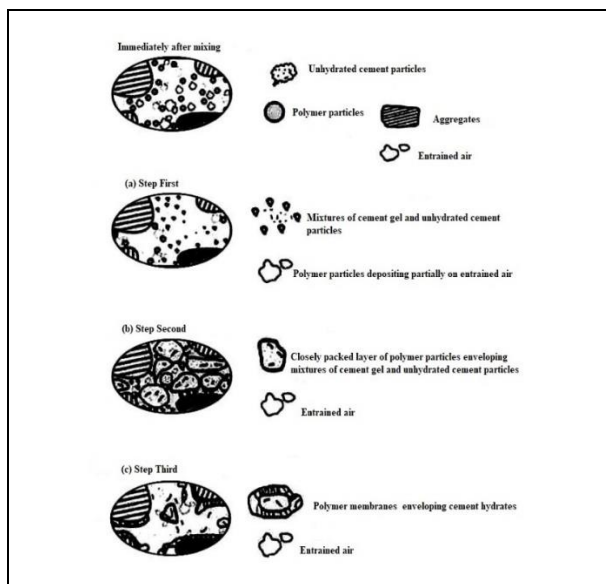 Immediately after mixing
Unhydrated cement particles
Polymer particles
Aggregates
Entrained air
(a) Step First
Mixtures of cement gel and unhydrated cement
particles
Polymer particles depositing partially on entrained air
(b) Step Second
Closely packed layer of polymer particles enveloping
mixtures of cement gel and unhydrated cement particles
Entrained air
(c) Step Third
Polymer membranes enveloping cement hydrates
Entrained air